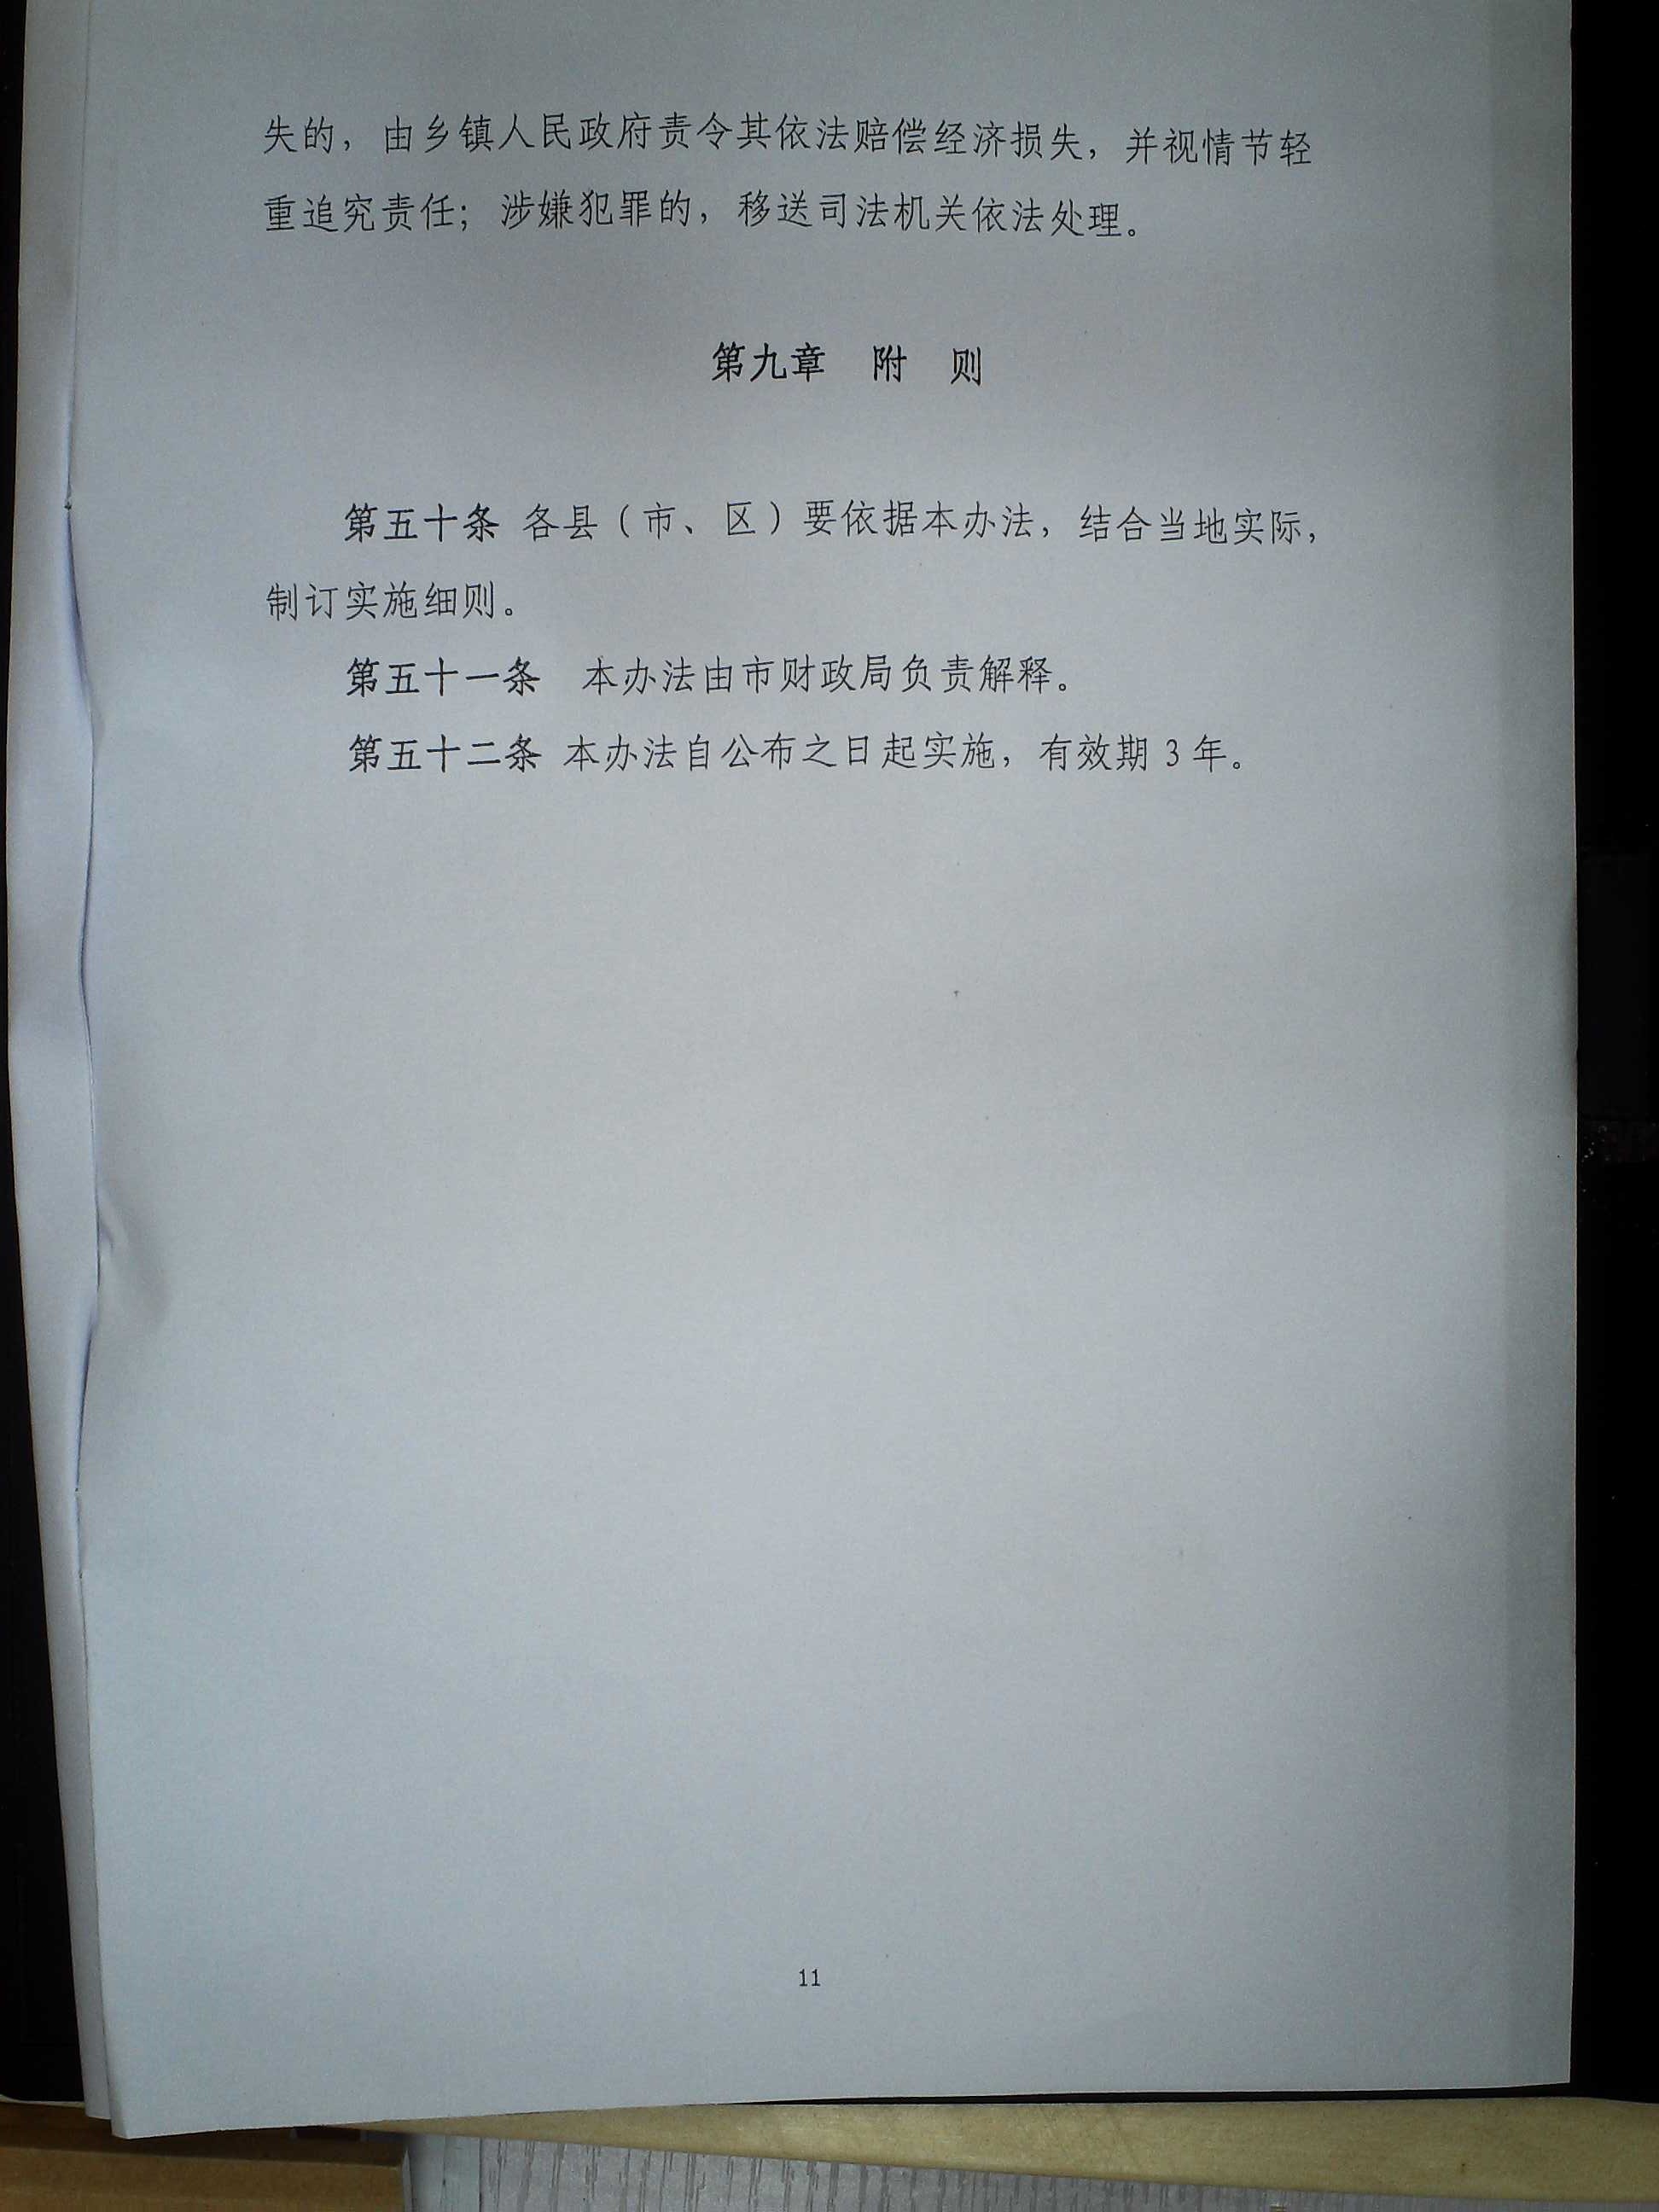 失的，由乡镇人民政府责令其依法赔偿经济损失，并视情节轻
重追究责任；涉嫌犯罪的，移送司法机关依法处理。
第九章　附　则
第五十条 各县（市、区）要依据本办法，结合当地实际，
制订实施细则。
第五十一条　本办法由市财政局负责解释。
第五十二条 本办法自公布之日起实施，有效期 3 年。
11